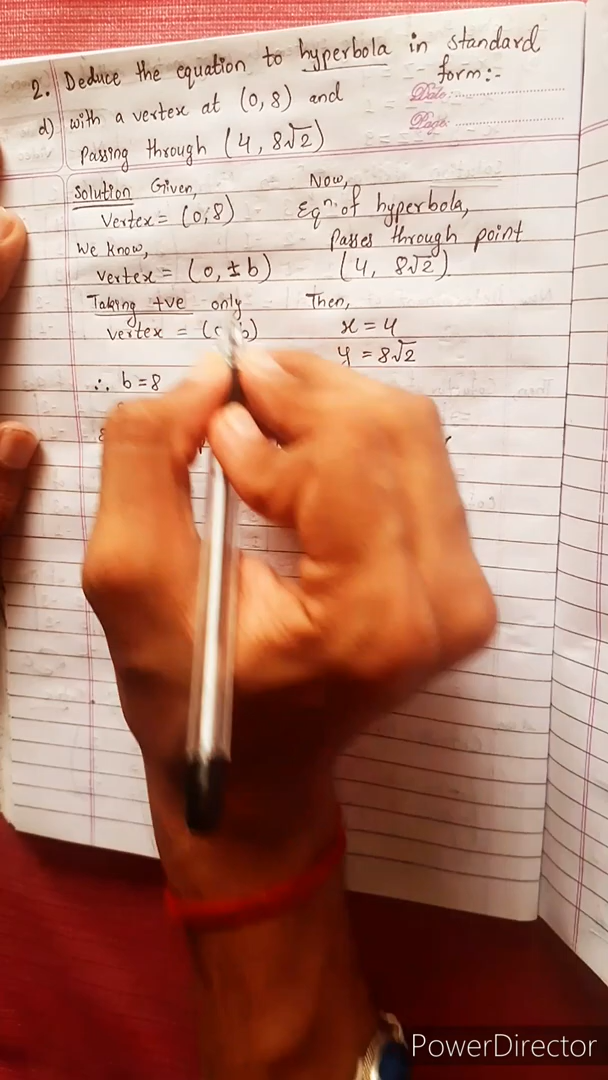 2. Deduce the equation to hyperbola in standard
form:-
d) with a vertex at (0, 8) and
Date:
Passing through (4, 8√2)
Page:
Solution Given,
Vertex = (0, 8)
We know,
vertex = (0, ±b)
Taking +ve only
vertex = ( b)
∴ b = 8
Now,
Eqⁿ. of hyperbola,
Passes through point
(4, 8√2)
Then,
x = 4
y = 8√2
PowerDirector